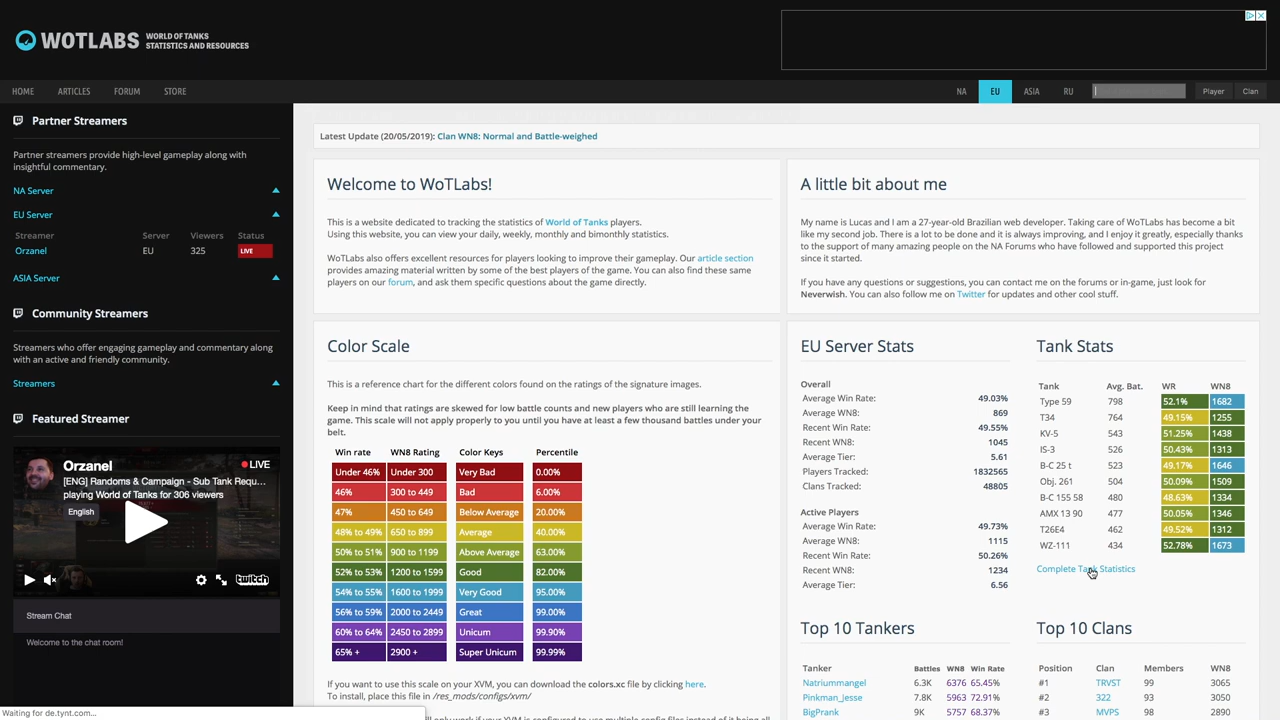 WOTLABS WORLD OF TANKS
STATISTICS AND RESOURCES
HOME ARTICLES FORUM STORE NA EU ASIA RU Player Clan
Partner Streamers
Partner streamers provide high-level gameplay along with
insightful commentary.
NA Server
EU Server
Streamer Server Viewers Status
Orzanel EU 325 LIVE
ASIA Server
Community Streamers
Streamers who offer engaging gameplay and commentary along
with an active and friendly community.
Streamers
Featured Streamer
Orzanel LIVE
[ENG] Randoms & Campaign - Sub Tank Requ...
playing World of Tanks for 306 viewers
English
twitch
Stream Chat
Welcome to the chat room!
Waiting for de.tynt.com...
Latest Update (20/05/2019): Clan WN8: Normal and Battle-weighed
Welcome to WoTLabs!
This is a website dedicated to tracking the statistics of World of Tanks players.
Using this website, you can view your daily, weekly, monthly and bimonthly statistics.
WoTLabs also offers excellent resources for players looking to improve their gameplay. Our article section
provides amazing material written by some of the best players of the game. You can also find these same
players on our forum, and ask them specific questions about the game directly.
A little bit about me
My name is Lucas and I am a 27-year-old Brazilian web developer. Taking care of WoTLabs has become a bit
like my second job. There is a lot to be done and it is always improving, and I enjoy it greatly, especially thanks
to the support of many amazing people on the NA Forums who have followed and supported this project
since it started.
If you have any questions or suggestions, you can contact me on the forums or in-game, just look for
Neverwish. You can also follow me on Twitter for updates and other cool stuff.
Color Scale
This is a reference chart for the different colors found on the ratings of the signature images.
Keep in mind that ratings are skewed for low battle counts and new players who are still learning the
game. This scale will not apply properly to you until you have at least a few thousand battles under your
belt.
Win rate WN8 Rating Color Keys Percentile
Under 46% Under 300 Very Bad 0.00%
46% 300 to 449 Bad 6.00%
47% 450 to 649 Below Average 20.00%
48% to 49% 650 to 899 Average 40.00%
50% to 51% 900 to 1199 Above Average 63.00%
52% to 53% 1200 to 1599 Good 82.00%
54% to 55% 1600 to 1999 Very Good 95.00%
56% to 59% 2000 to 2449 Great 99.00%
60% to 64% 2450 to 2899 Unicum 99.90%
65% + 2900 + Super Unicum 99.99%
If you want to use this scale on your XVM, you can download the colors.xc file by clicking here.
To install, place this file in /res_mods/configs/xvm/
will only work if your XVM is configured to use multiple config files instead of it being all
EU Server Stats
Overall
Average Win Rate: 49.03%
Average WN8: 869
Recent Win Rate: 49.55%
Recent WN8: 1045
Average Tier: 5.61
Players Tracked: 1832565
Clans Tracked: 48805
Active Players
Average Win Rate: 49.73%
Average WN8: 1115
Recent Win Rate: 50.26%
Recent WN8: 1234
Average Tier: 6.56
Tank Stats
Tank Avg. Bat. WR WN8
Type 59 798 52.1% 1682
T34 764 49.15% 1255
KV-5 543 51.25% 1438
IS-3 526 50.43% 1313
B-C 25 t 523 49.17% 1646
Obj. 261 504 50.09% 1509
B-C 155 58 480 48.63% 1334
AMX 13 90 477 50.05% 1346
T26E4 462 49.52% 1312
WZ-111 434 52.78% 1673
Complete Tank Statistics
Top 10 Tankers
Tanker Battles WN8 Win Rate
Natriummangel 6.3K 6376 65.45%
Pinkman_Jesse 7.8K 5963 72.91%
BigPrank 9K 5757 68.37%
Top 10 Clans
Position Clan Members WN8
#1 TRVST 99 3065
#2 322 93 3050
#3 MVPS 98 2890